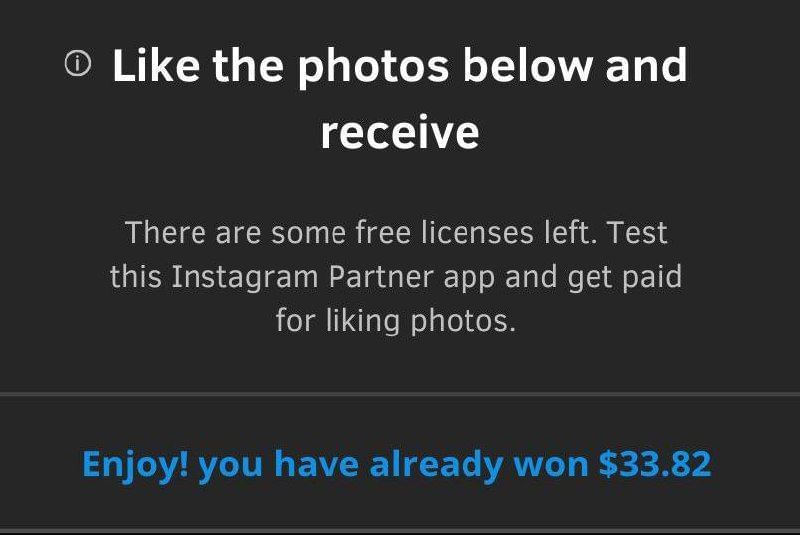 Like the photos below and
receive
There are some free licenses left. Test
this Instagram Partner app and get paid
for liking photos.
Enjoy! you have already won $33.82